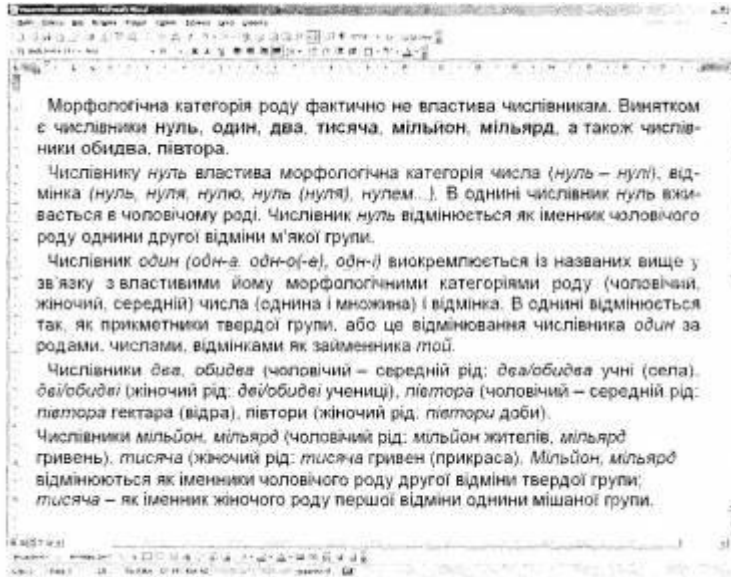 Морфологічна категорія роду фактично не властива числівникам. Винятком
є числівники нуль, один, два, тисяча, мільйон, мільярд, а також числів-
ники обидва, півтора.
Числівнику нуль властива морфологічна категорія числа (нуль – нулі), від-
мінка (нуль, нуля, нулю, нуль (нуля), нулем...). В однині числівник нуль вжи-
вається в чоловічому роді. Числівник нуль відмінюється як іменник чоловічого
роду однини другої відміни м'якої групи.
Числівник один (одн-а, одн-о(-е), одн-і) виокремлюється із названих вище у
зв'язку з властивими йому морфологічними категоріями роду (чоловічий,
жіночий, середній) числа (однина і множина) і відмінка. В однині відмінюється
так, як прикметники твердої групи, або це відмінювання числівника один за
родами, числами, відмінками як займенника той.
Числівники два, обидва (чоловічий – середній рід: два/обидва учні (села),
дві/обидві (жіночий рід: дві/обидві учениці), півтора (чоловічий – середній рід:
півтора гектара (відра), півтори (жіночий рід: півтори доби).
Числівники мільйон, мільярд (чоловічий рід: мільйон жителів, мільярд
гривень), тисяча (жіночий рід: тисяча гривен (прикраса). Мільйон, мільярд
відмінюються як іменники чоловічого роду другої відміни твердої групи;
тисяча – як іменник жіночого роду першої відміни однини мішаної групи.